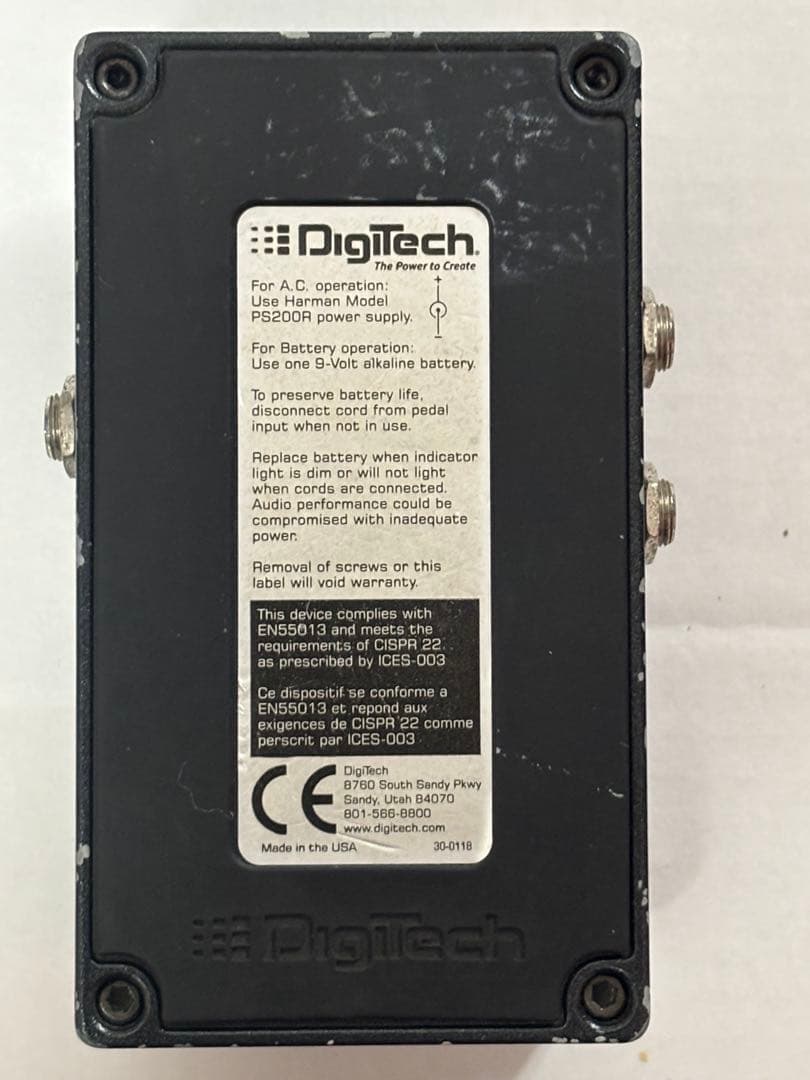 DigiTech®
The Power to Create
For A.C. operation:
Use Harman Model
PS200R power supply.
+
-
For Battery operation:
Use one 9-Volt alkaline battery.
To preserve battery life,
disconnect cord from pedal
input when not in use.
Replace battery when indicator
light is dim or will not light
when cords are connected.
Audio performance could be
compromised with inadequate
power.
Removal of screws or this
label will void warranty.
This device complies with
EN55013 and meets the
requirements of CISPR 22
as prescribed by ICES-003
Ce dispositif se conforme a
EN55013 et repond aux
exigences de CISPR 22 comme
perscrit par ICES-003
CE
DigiTech
8760 South Sandy Pkwy
Sandy, Utah 84070
801-566-8800
www.digitech.com
Made in the USA 30-0118
DigiTech